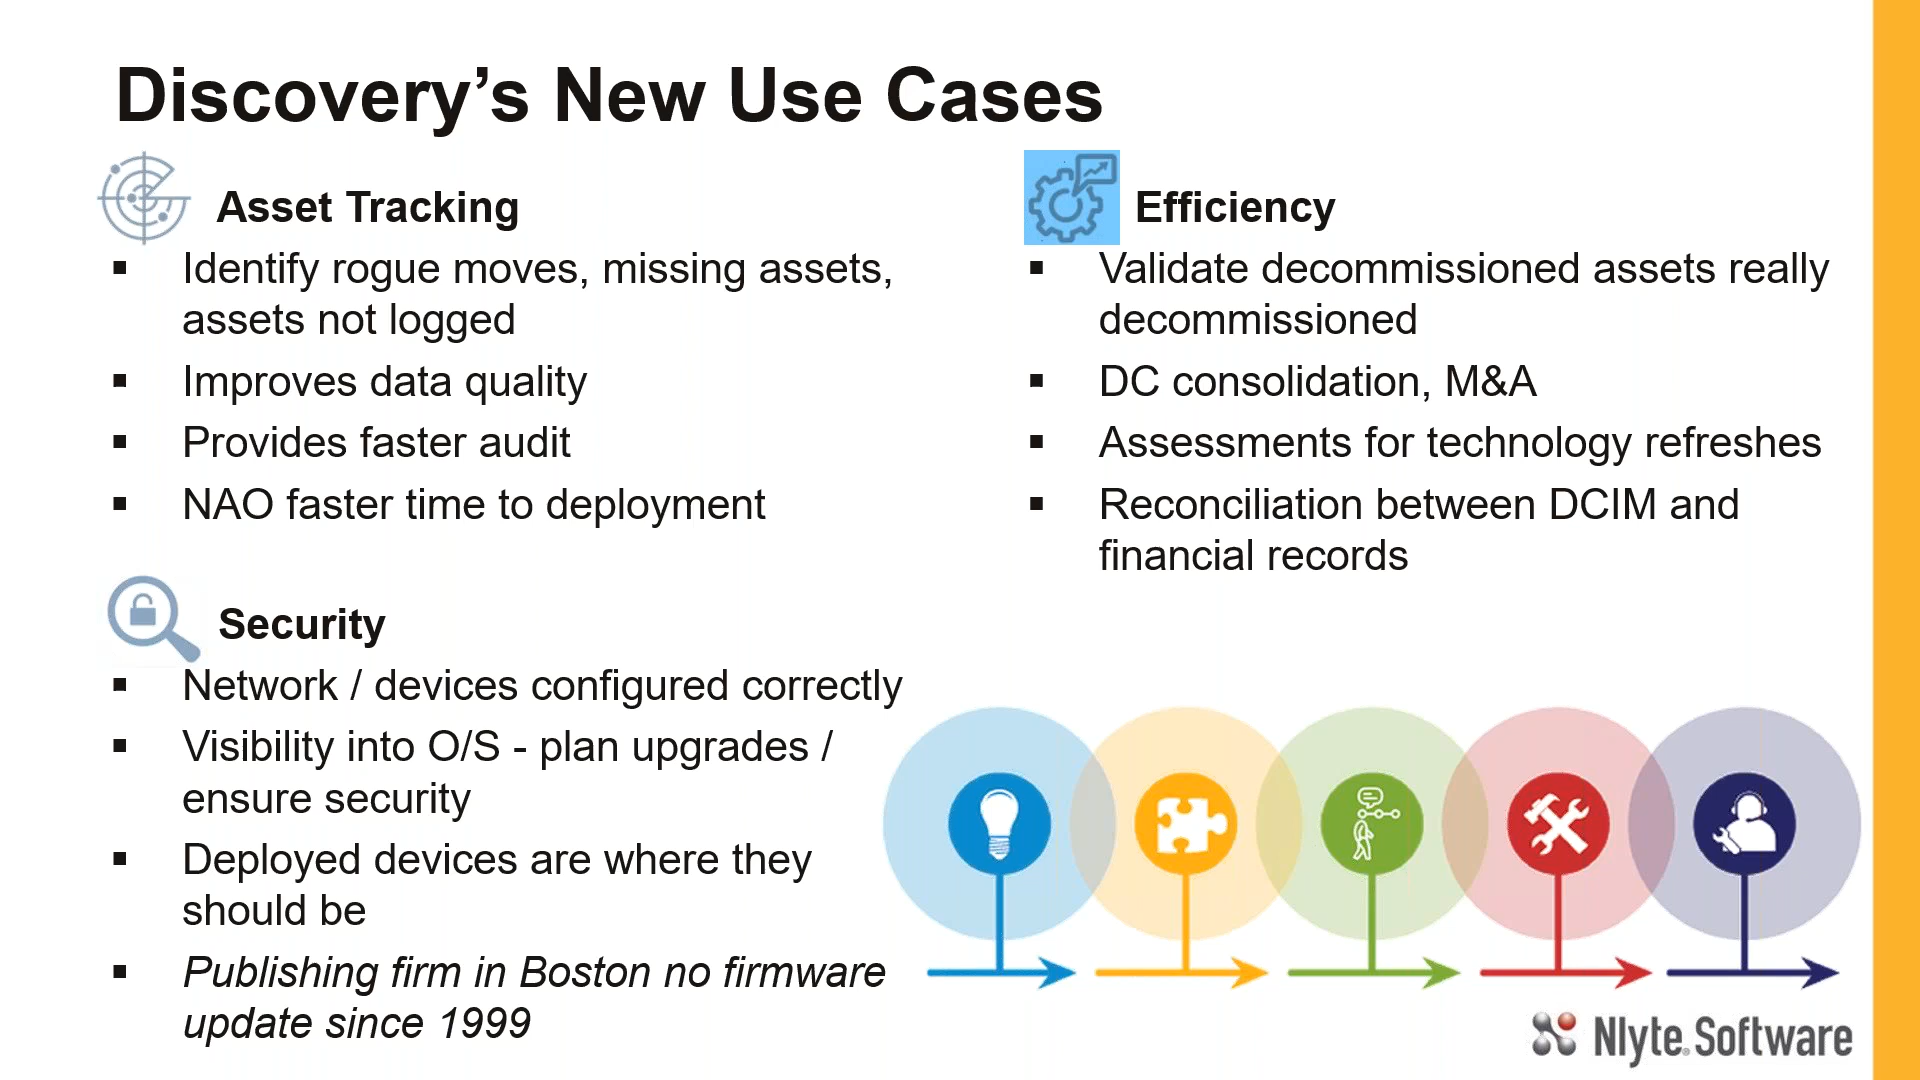 Discovery’s New Use Cases
Asset Tracking
▪ Identify rogue moves, missing assets,
assets not logged
▪ Improves data quality
▪ Provides faster audit
▪ NAO faster time to deployment
Security
▪ Network / devices configured correctly
▪ Visibility into O/S - plan upgrades /
ensure security
▪ Deployed devices are where they
should be
▪ Publishing firm in Boston no firmware
update since 1999
Efficiency
▪ Validate decommissioned assets really
decommissioned
▪ DC consolidation, M&A
▪ Assessments for technology refreshes
▪ Reconciliation between DCIM and
financial records
Nlyte® Software